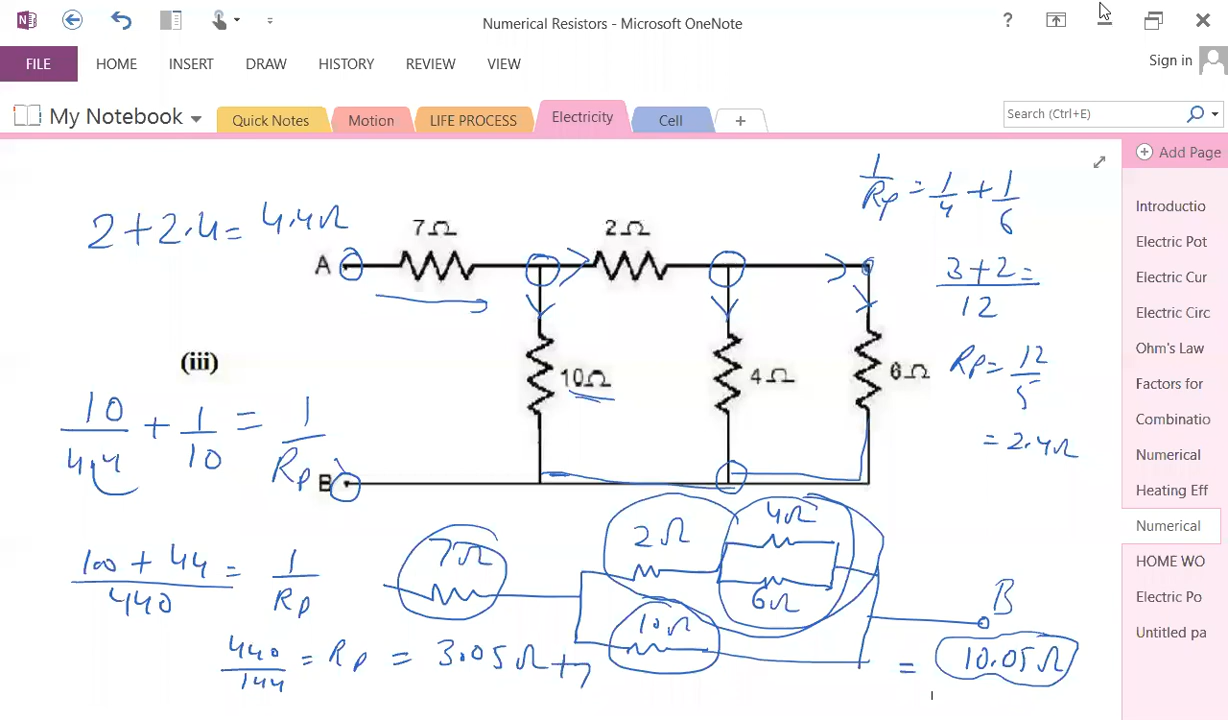 Numerical Resistors - Microsoft OneNote
FILE HOME INSERT DRAW HISTORY REVIEW VIEW
Sign in
My Notebook
Quick Notes Motion LIFE PROCESS Electricity Cell +
Search (Ctrl+E)
Add Page
Introductio
Electric Pot
Electric Cur
Electric Circ
Ohm's Law
Factors for
Combinatio
Numerical
Heating Eff
Numerical
HOME WO
Electric Po
Untitled pa
2+2.4= 4.4Ω
1/Rp = 1/4 + 1/6
3+2/12 =
Rp = 12/5
= 2.4Ω
7Ω 2Ω
A
(iii)
10Ω 4Ω 6Ω
B
10/44 + 1/10 = 1/Rp
100 + 44/440 = 1/Rp
440/144 = Rp = 3.05Ω +7
= 10.05Ω
7Ω 2Ω 4Ω
6Ω
10Ω
B